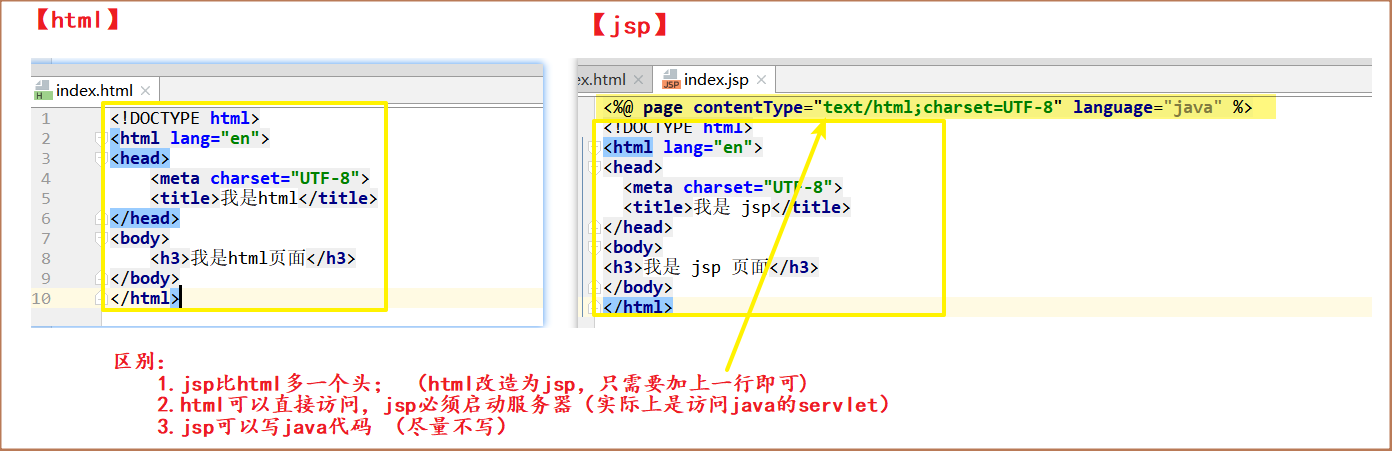 【html】
index.html
1 <!DOCTYPE html>
2 <html lang="en">
3 <head>
4 <meta charset="UTF-8">
5 <title>我是html</title>
6 </head>
7 <body>
8 <h3>我是html页面</h3>
9 </body>
10 </html>
【jsp】
ex.html index.jsp
<%@ page contentType="text/html;charset=UTF-8" language="java" %>
<!DOCTYPE html>
<html lang="en">
<head>
<meta charset="UTF-8">
<title>我是 jsp</title>
</head>
<body>
<h3>我是 jsp 页面</h3>
</body>
</html>
区别：
1.jsp比html多一个头； （html改造为jsp，只需要加上一行即可）
2.html可以直接访问，jsp必须启动服务器（实际上是访问java的servlet）
3.jsp可以写java代码 （尽量不写）